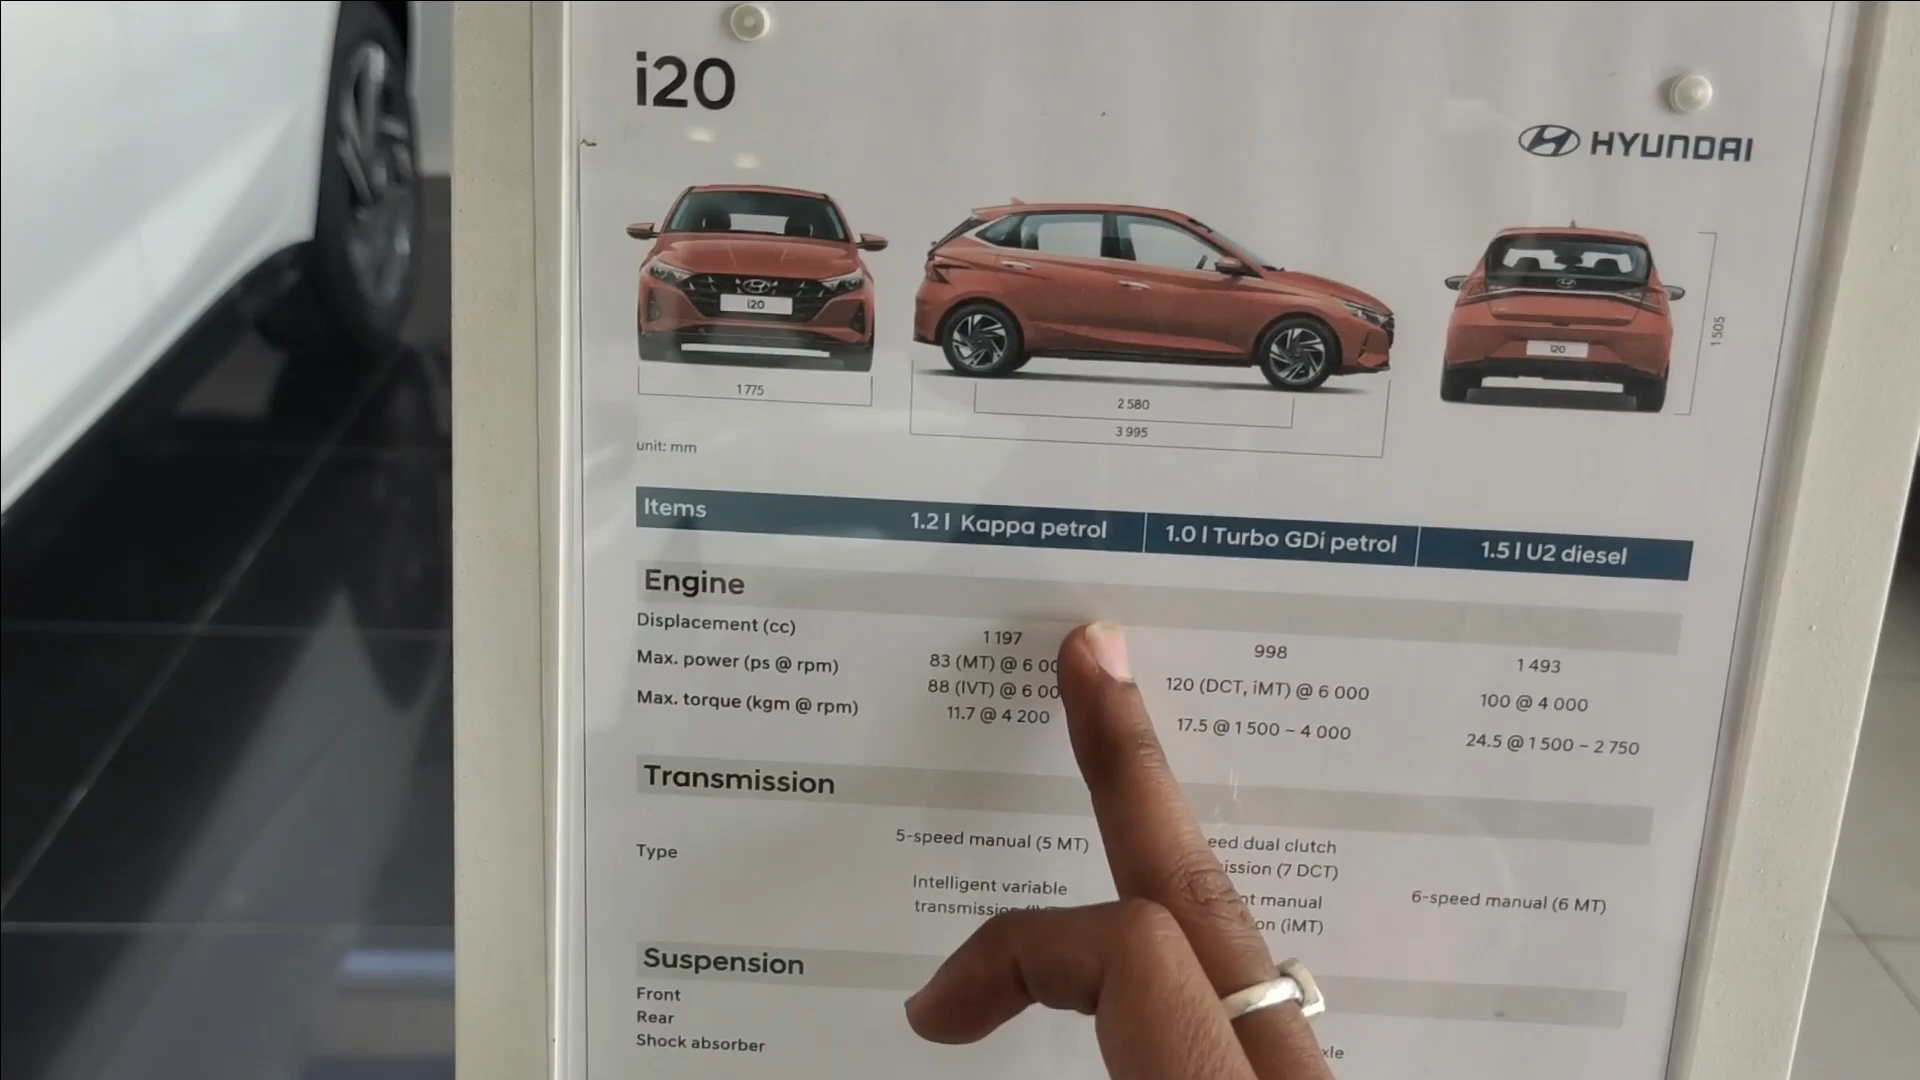 i20
HYUNDAI
i20
i20
1 505
1 775
2 580
3 995
unit: mm
Items 1.2 l Kappa petrol 1.0 l Turbo GDi petrol 1.5 l U2 diesel
Engine
Displacement (cc) 1 197 998 1 493
Max. power (ps @ rpm) 83 (MT) @ 6 00 120 (DCT, iMT) @ 6 000 100 @ 4 000
88 (IVT) @ 6 00
Max. torque (kgm @ rpm) 11.7 @ 4 200 17.5 @ 1 500 – 4 000 24.5 @ 1 500 – 2 750
Transmission
Type 5-speed manual (5 MT) eed dual clutch
ission (7 DCT)
Intelligent variable nt manual 6-speed manual (6 MT)
transmission on (iMT)
Suspension
Front
Rear
Shock absorber xle